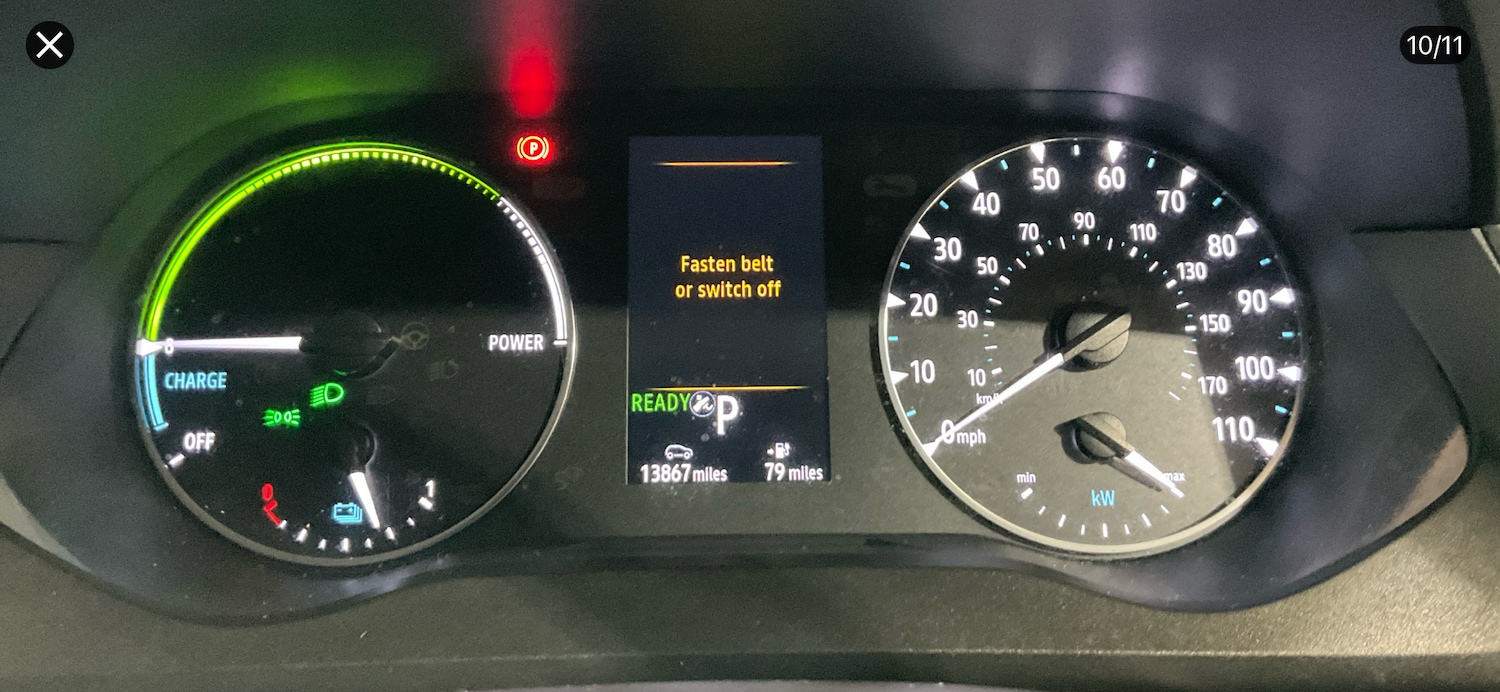 10/11
P
Fasten belt
or switch off
READY P
13867 miles
79 miles
0
POWER
CHARGE
OFF
0
1
0 mph
10
20
30
40
50
60
70
80
90
100
110
km/h
10
30
50
70
90
110
130
150
170
min
max
kW